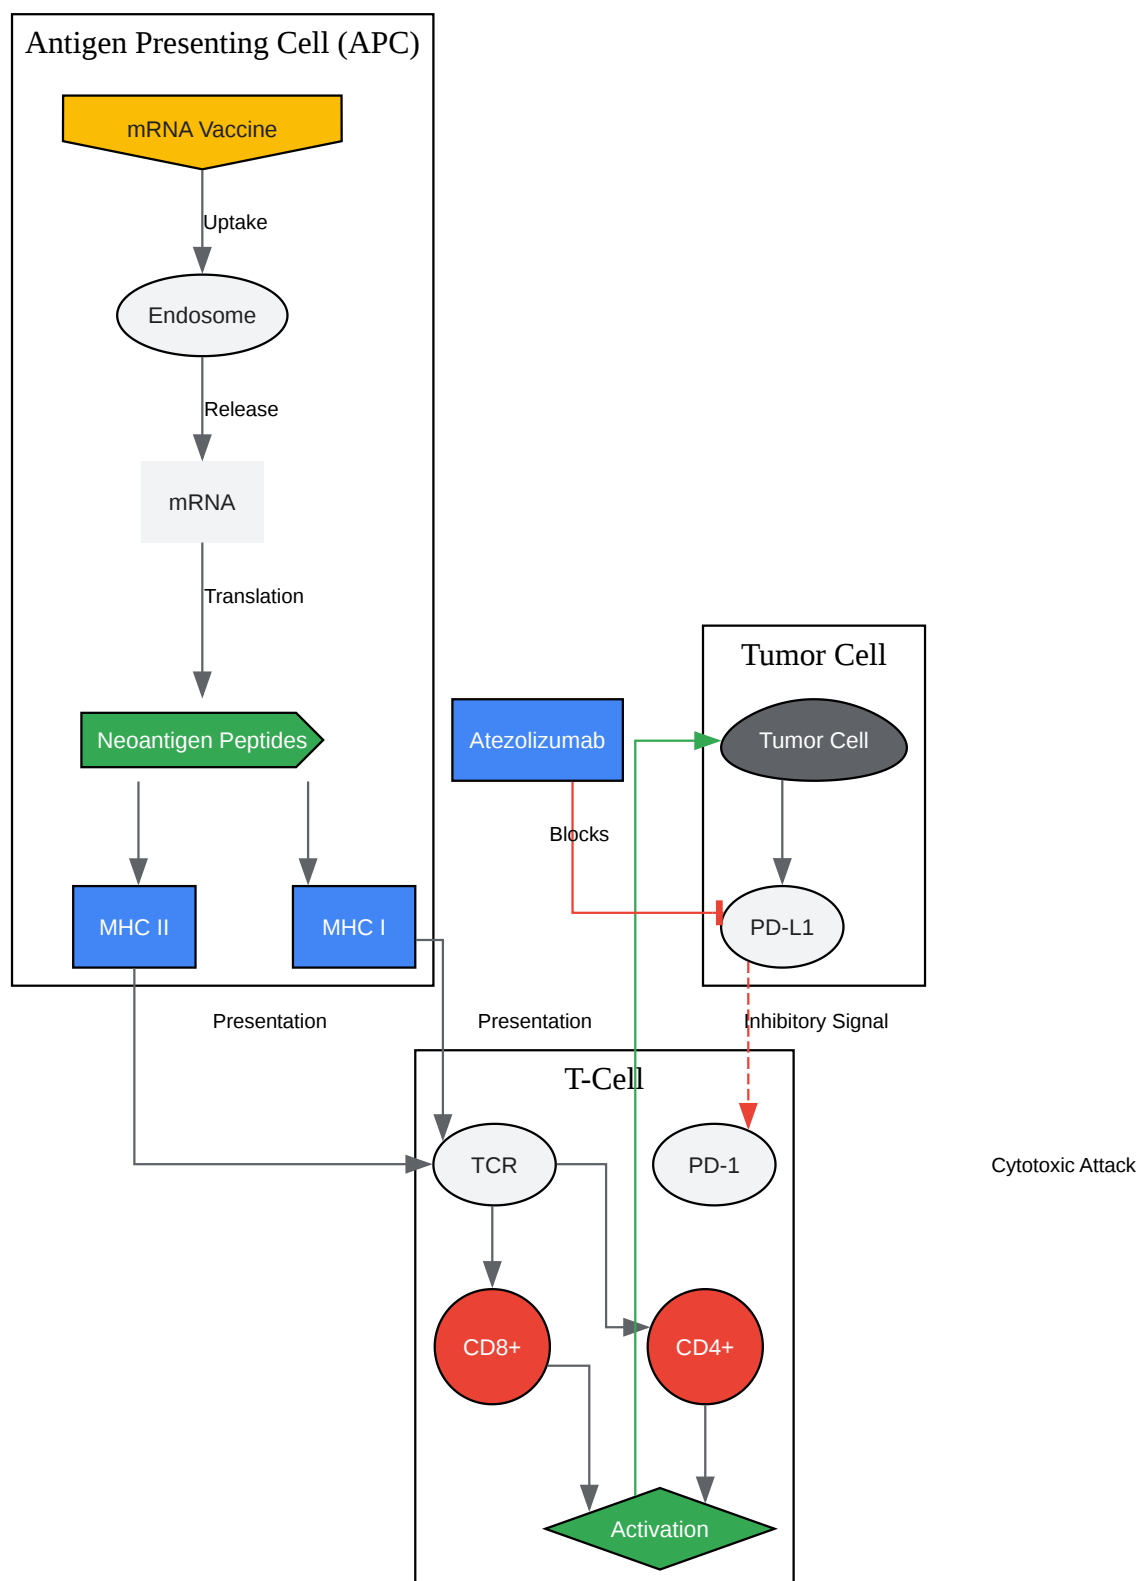 Antigen Presenting Cell (APC)
mRNA Vaccine
Uptake
Endosome
Release
mRNA
Translation
Tumor Cell
Neoantigen Peptides
Atezolizumab
Tumor Cell
Blocks
MHC II
MHC I
PD-L1
Presentation
Presentation
Inhibitory Signal
T-Cell
TCR
PD-1
Cytotoxic Attack
CD8+
CD4+
Activation